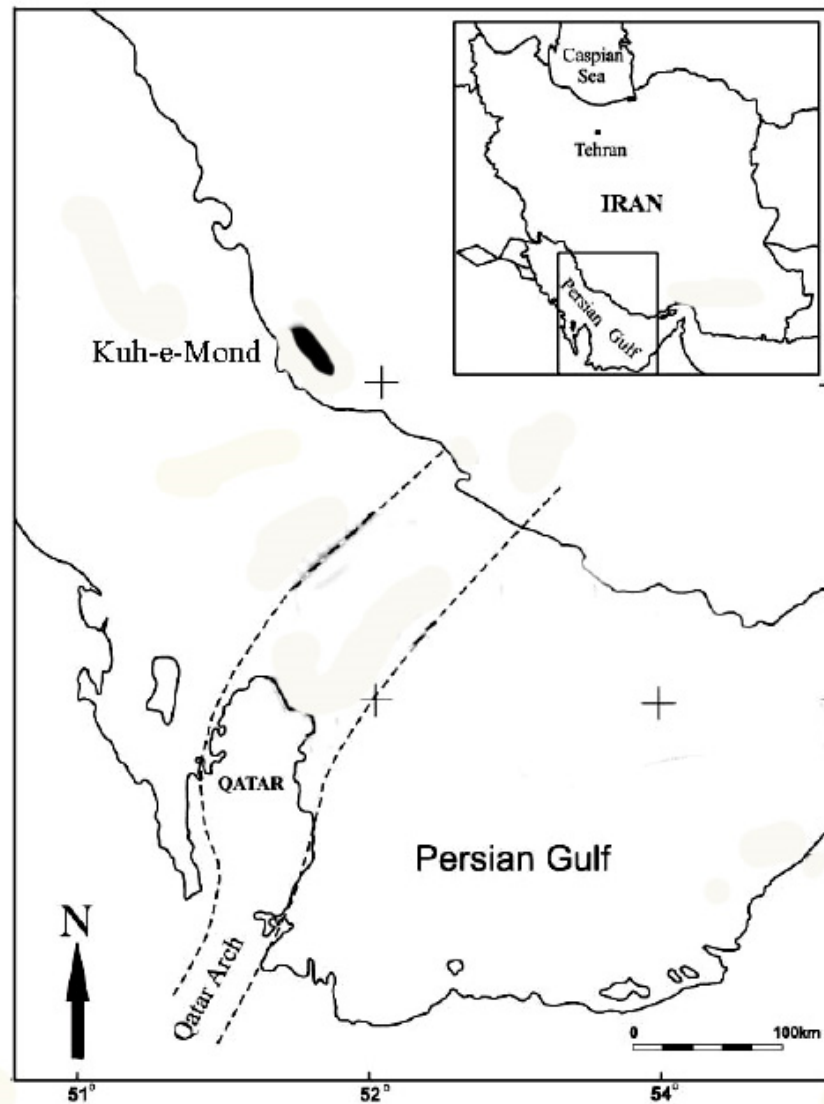 Caspian
Sea
Tehran
IRAN
Persian Gulf
Kuh-e-Mond
QATAR
Persian Gulf
N
Qatar Arch
0 100km
51° 52° 54°